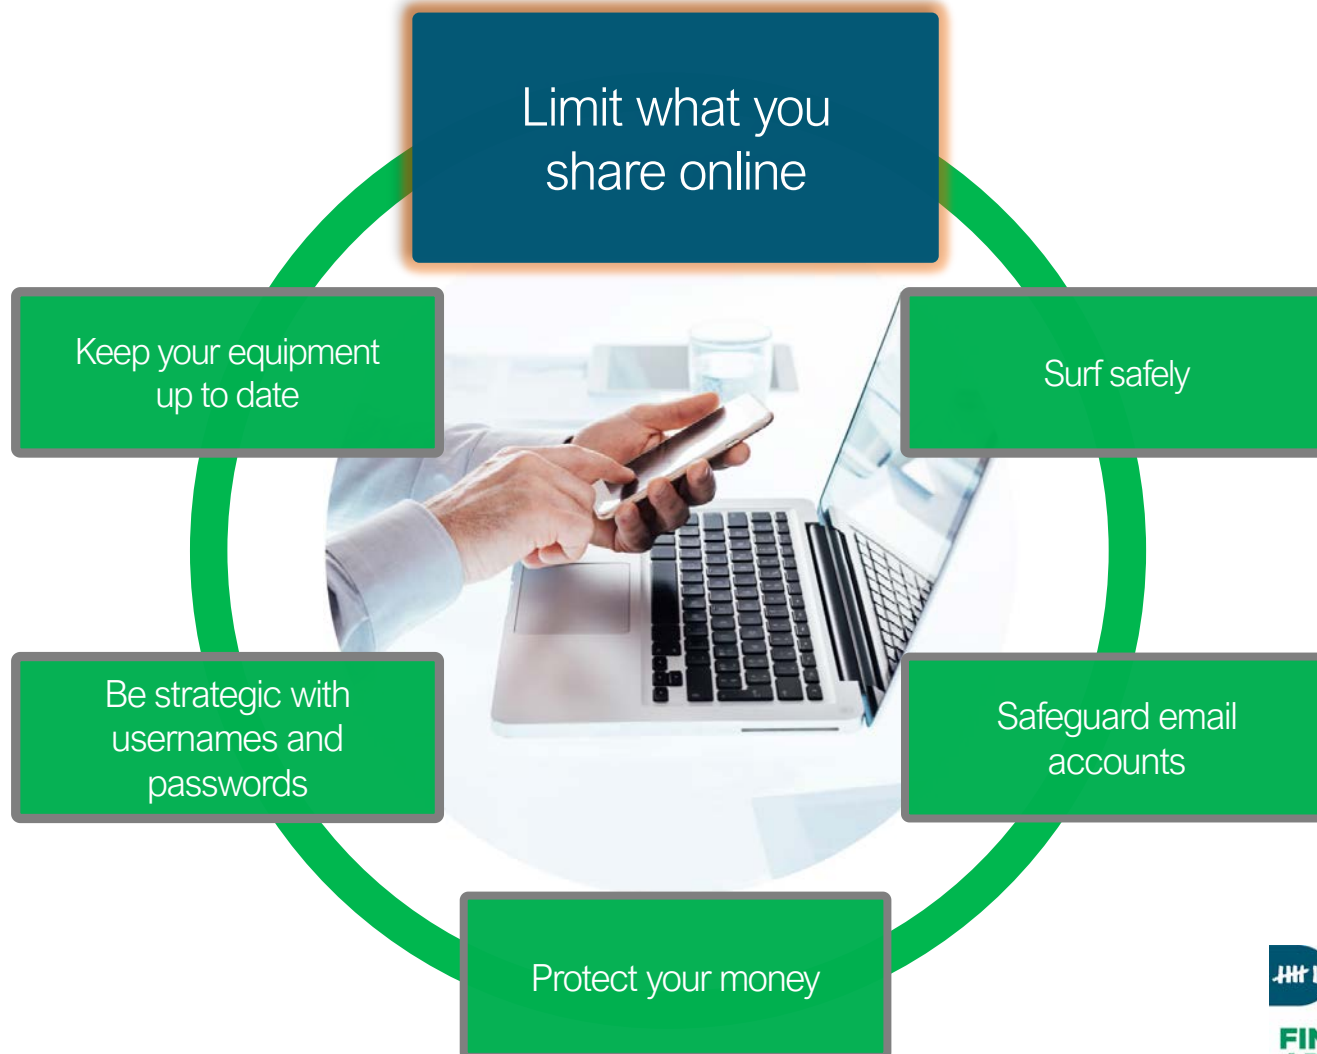 Limit what you
share online
Keep your equipment
up to date
Surf safely
Be strategic with
usernames and
passwords
Safeguard email
accounts
Protect your money